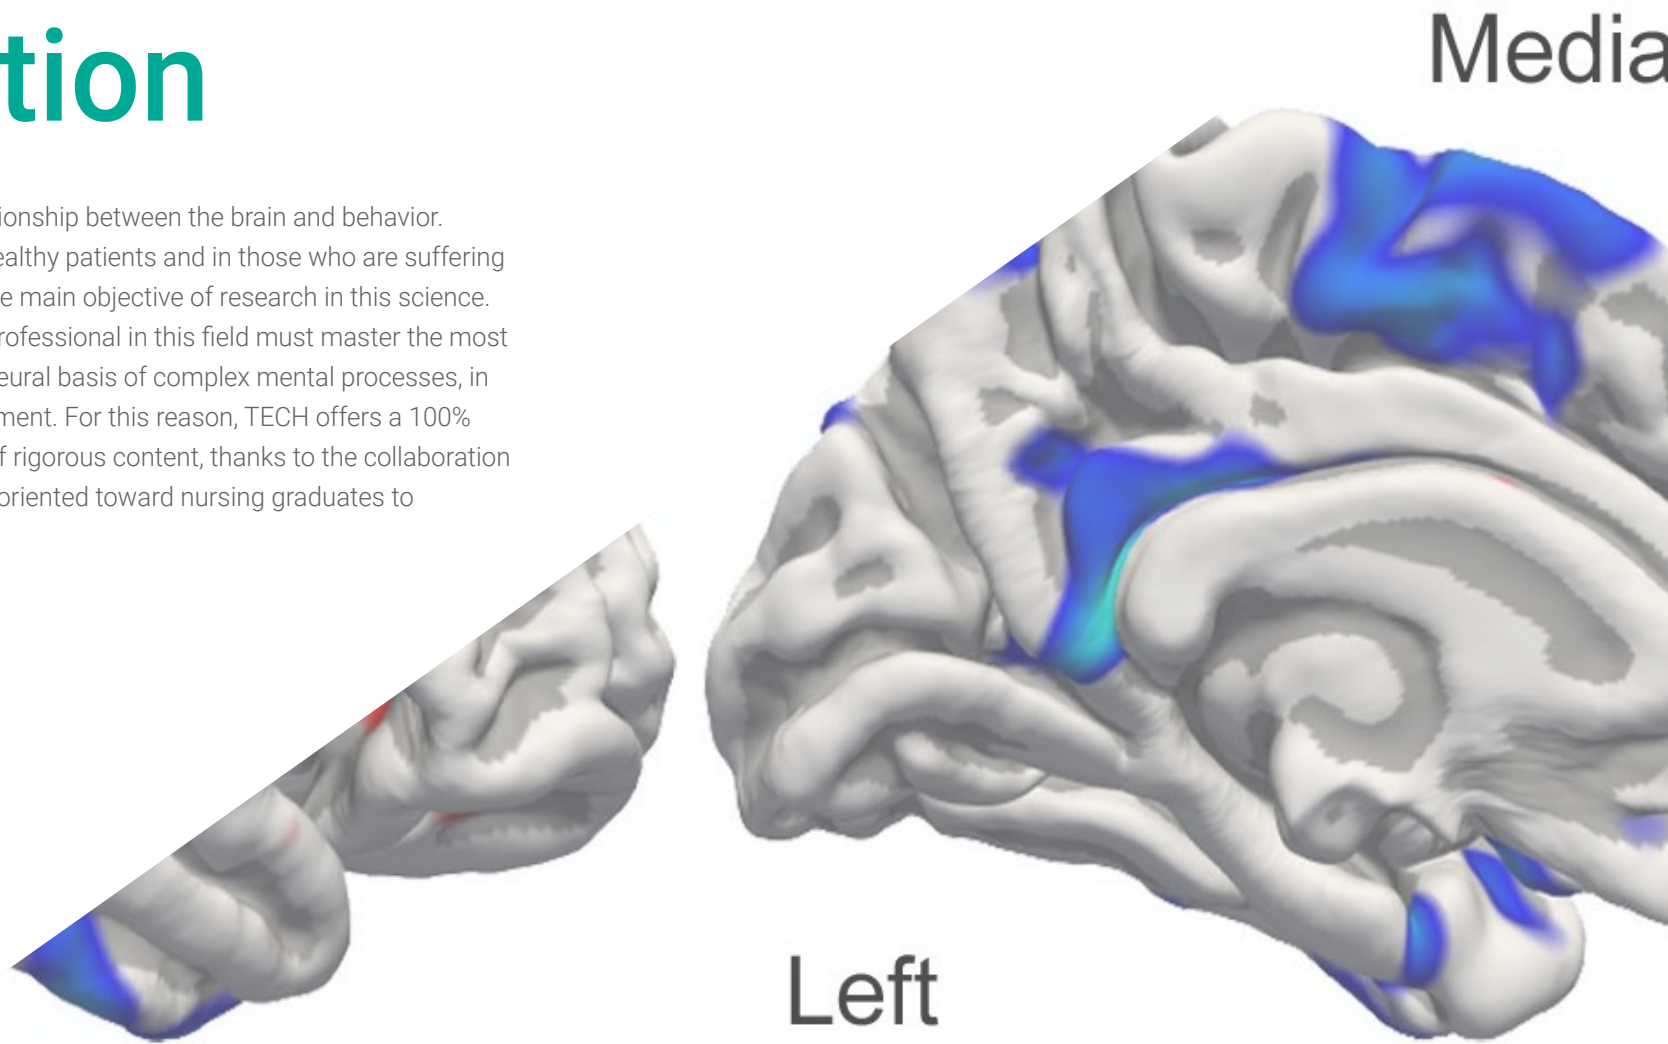 tion
ionship between the brain and behavior.
ealthy patients and in those who are suffering
e main objective of research in this science.
rofessional in this field must master the most
eural basis of complex mental processes, in
ment. For this reason, TECH offers a 100%
f rigorous content, thanks to the collaboration
oriented toward nursing graduates to
Media
Left